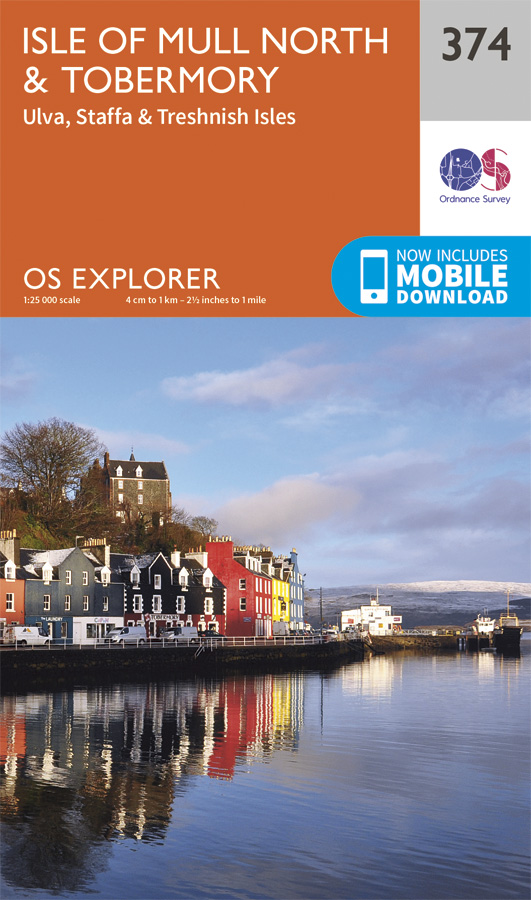 ISLE OF MULL NORTH
& TOBERMORY
Ulva, Staffa & Treshnish Isles
374
OS
Ordnance Survey
OS EXPLORER
1:25 000 scale 4 cm to 1 km – 2½ inches to 1 mile
NOW INCLUDES
MOBILE
DOWNLOAD